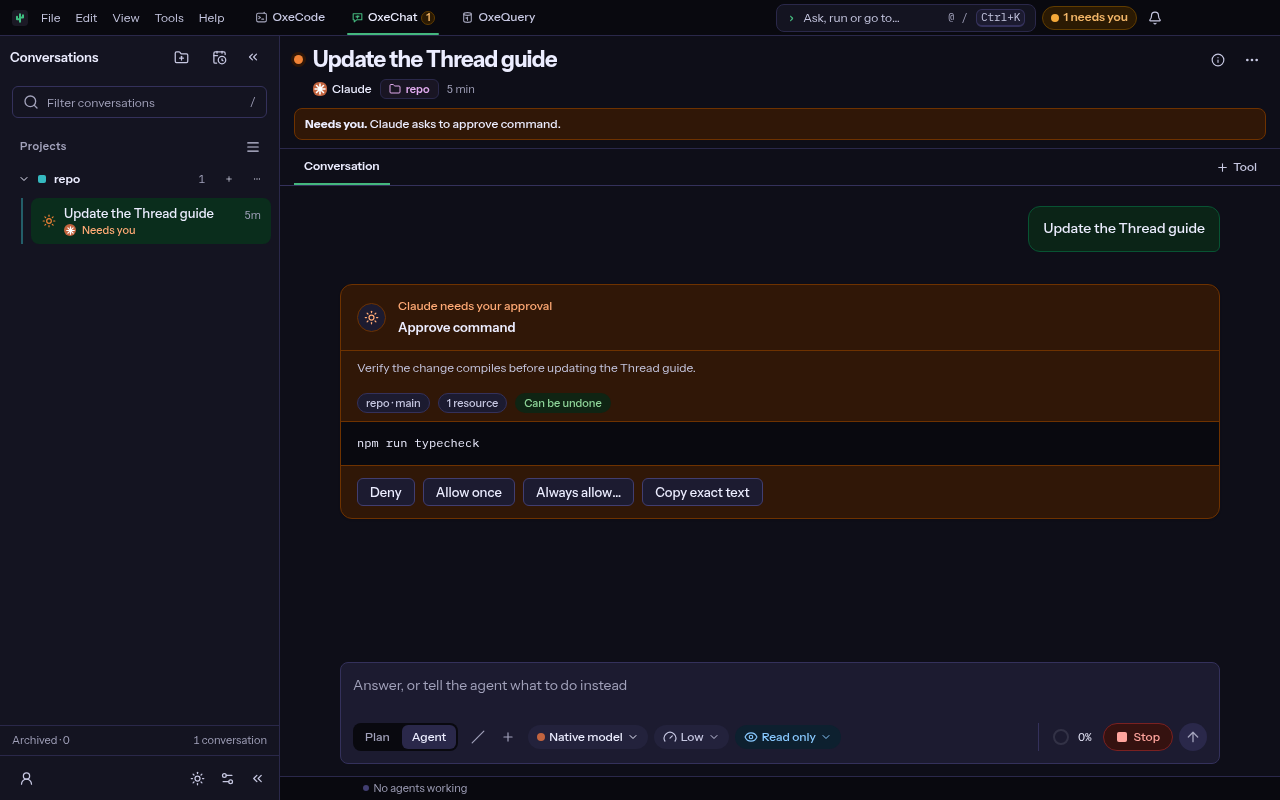 File Edit View Tools Help OxeCode OxeChat 1 OxeQuery Ask, run or go to... @ / Ctrl+K 1 needs you
Conversations
Filter conversations /
Projects
repo 1 + ...
Update the Thread guide 5m
Needs you
Archived · 0 1 conversation
Update the Thread guide
Claude repo 5 min
Needs you. Claude asks to approve command.
Conversation + Tool
Update the Thread guide
Claude needs your approval
Approve command
Verify the change compiles before updating the Thread guide.
repo · main 1 resource Can be undone
npm run typecheck
Deny Allow once Always allow... Copy exact text
Answer, or tell the agent what to do instead
Plan Agent / + Native model Low Read only 0% Stop
No agents working